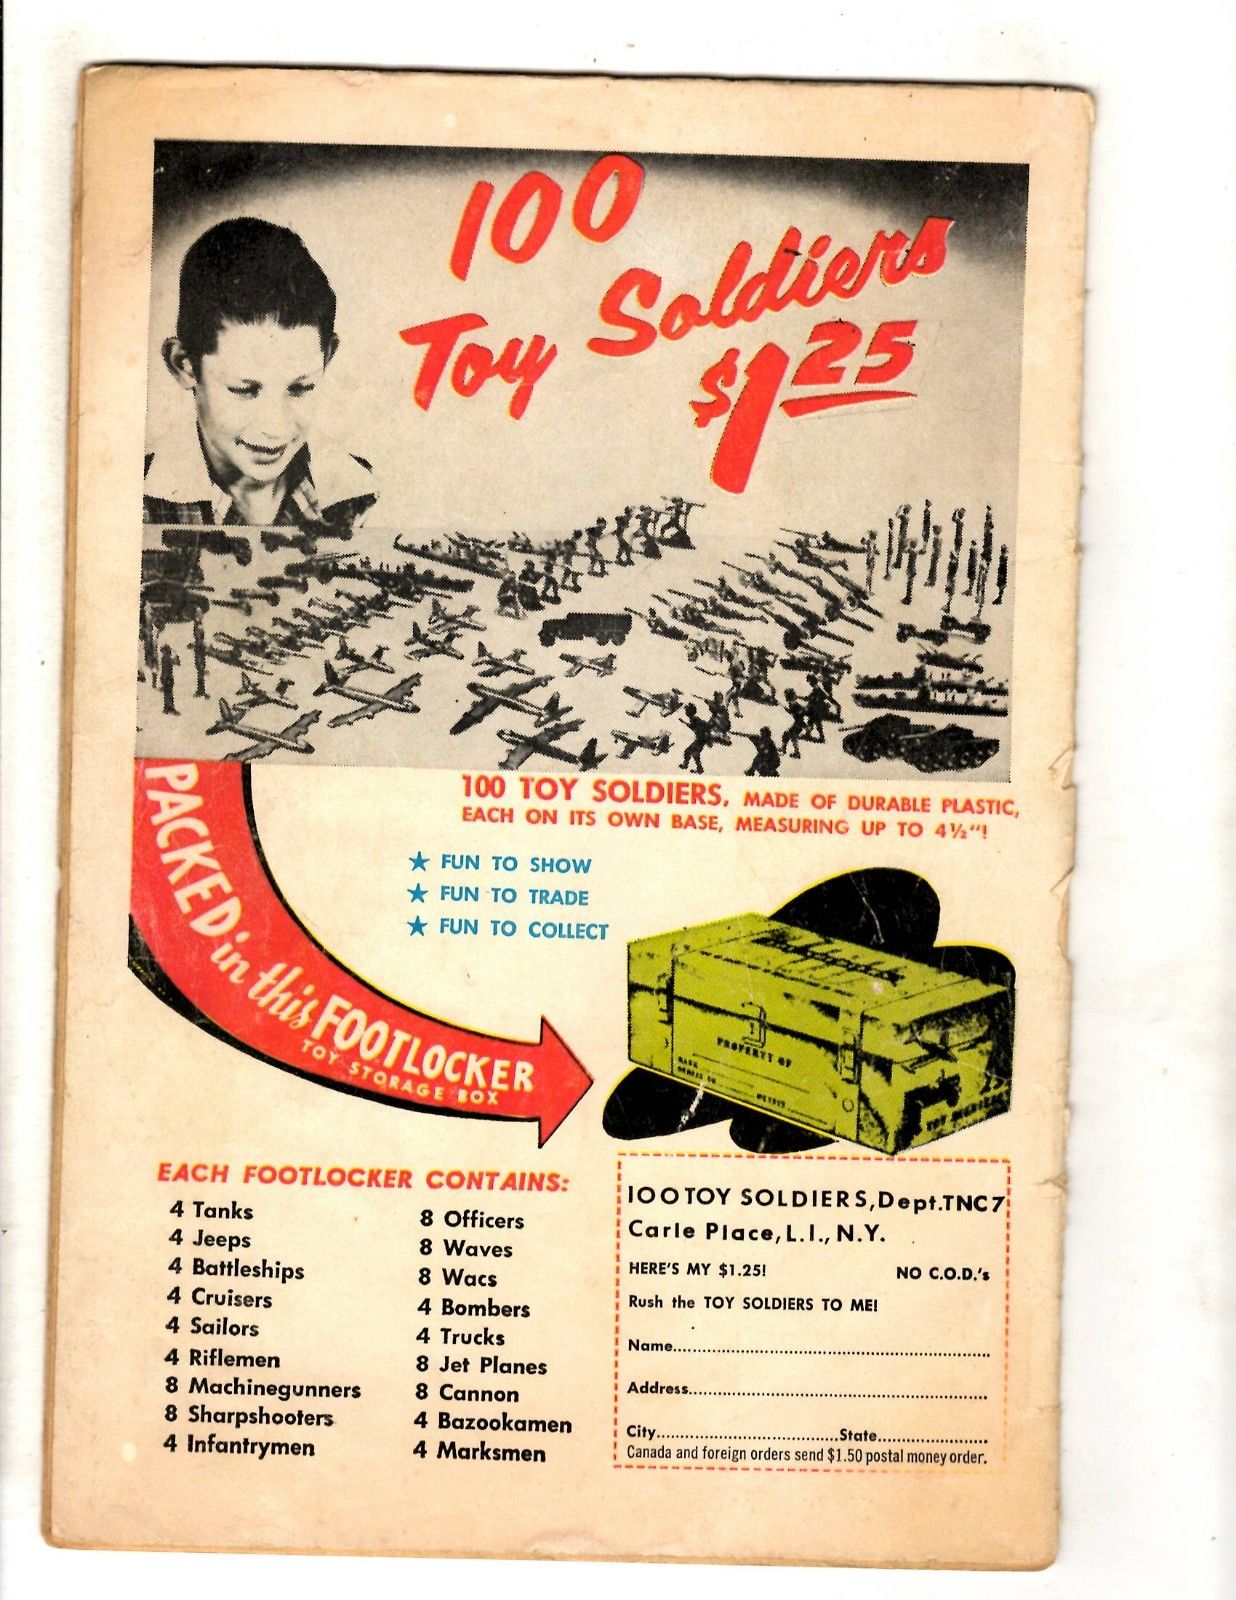 100
Toy Soldiers
$1 25
100 TOY SOLDIERS, MADE OF DURABLE PLASTIC,
EACH ON ITS OWN BASE, MEASURING UP TO 4½"!
★ FUN TO SHOW
★ FUN TO TRADE
★ FUN TO COLLECT
PACKED in this FOOTLOCKER
TOY STORAGE BOX
PROPERTY OF
EACH FOOTLOCKER CONTAINS:
4 Tanks
4 Jeeps
4 Battleships
4 Cruisers
4 Sailors
4 Riflemen
8 Machinegunners
8 Sharpshooters
4 Infantrymen
8 Officers
8 Waves
8 Wacs
4 Bombers
4 Trucks
8 Jet Planes
8 Cannon
4 Bazookamen
4 Marksmen
100 TOY SOLDIERS, Dept. TNC7
Carle Place, L.I., N.Y.
HERE'S MY $1.25! NO C.O.D.'s
Rush the TOY SOLDIERS TO ME!
Name
Address
City State
Canada and foreign orders send $1.50 postal money order.